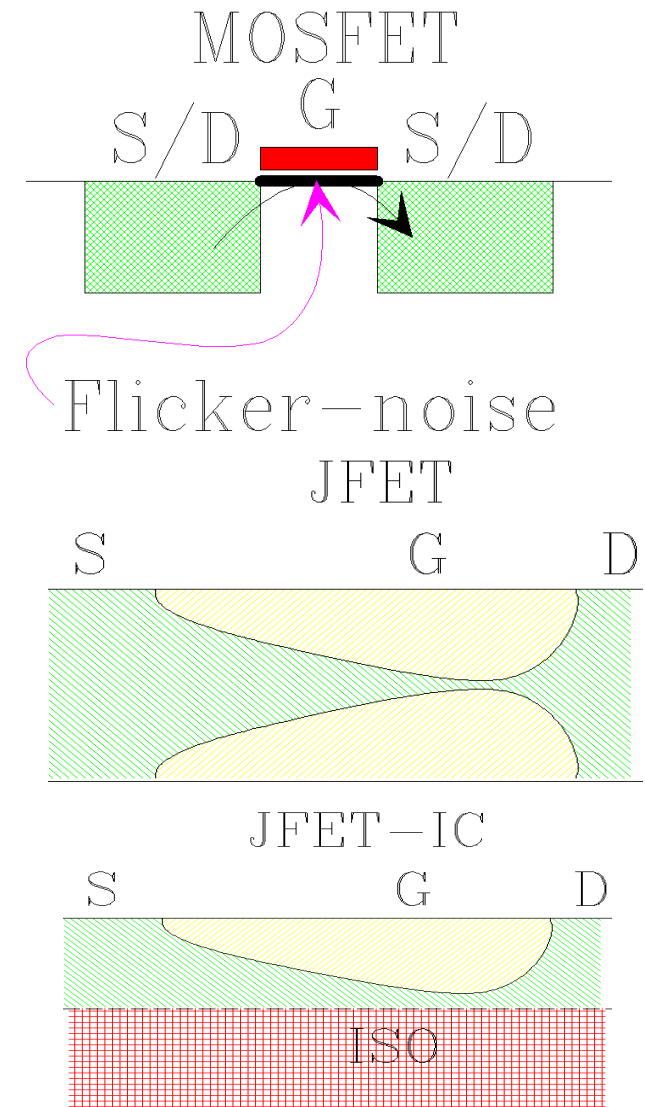 MOSFET
G
S/D S/D
Flicker-noise
JFET
S G D
JFET-IC
S G D
ISO